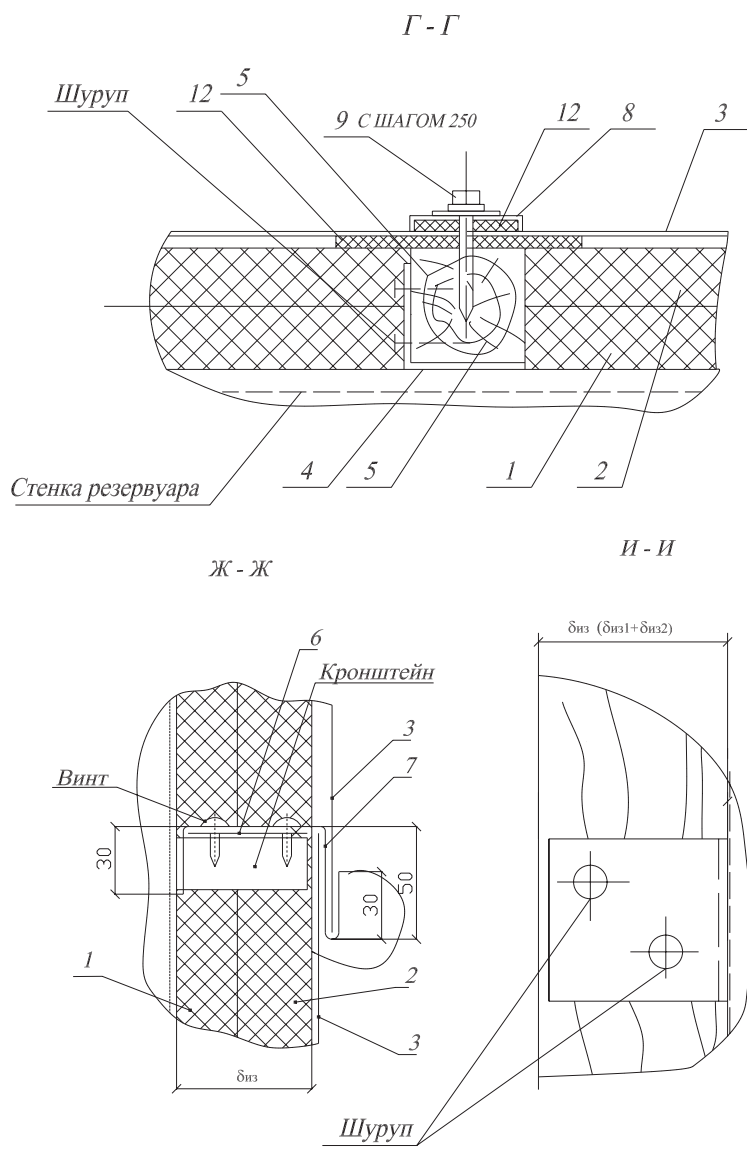 Г - Г
Шуруп
12
5
9 С ШАГОМ 250
12
8
3
Стенка резервуара
4
5
1
2
Ж - Ж
6
Кронштейн
3
7
Винт
30
50
30
1
2
3
δиз
И - И
δиз (δиз1+δиз2)
Шуруп